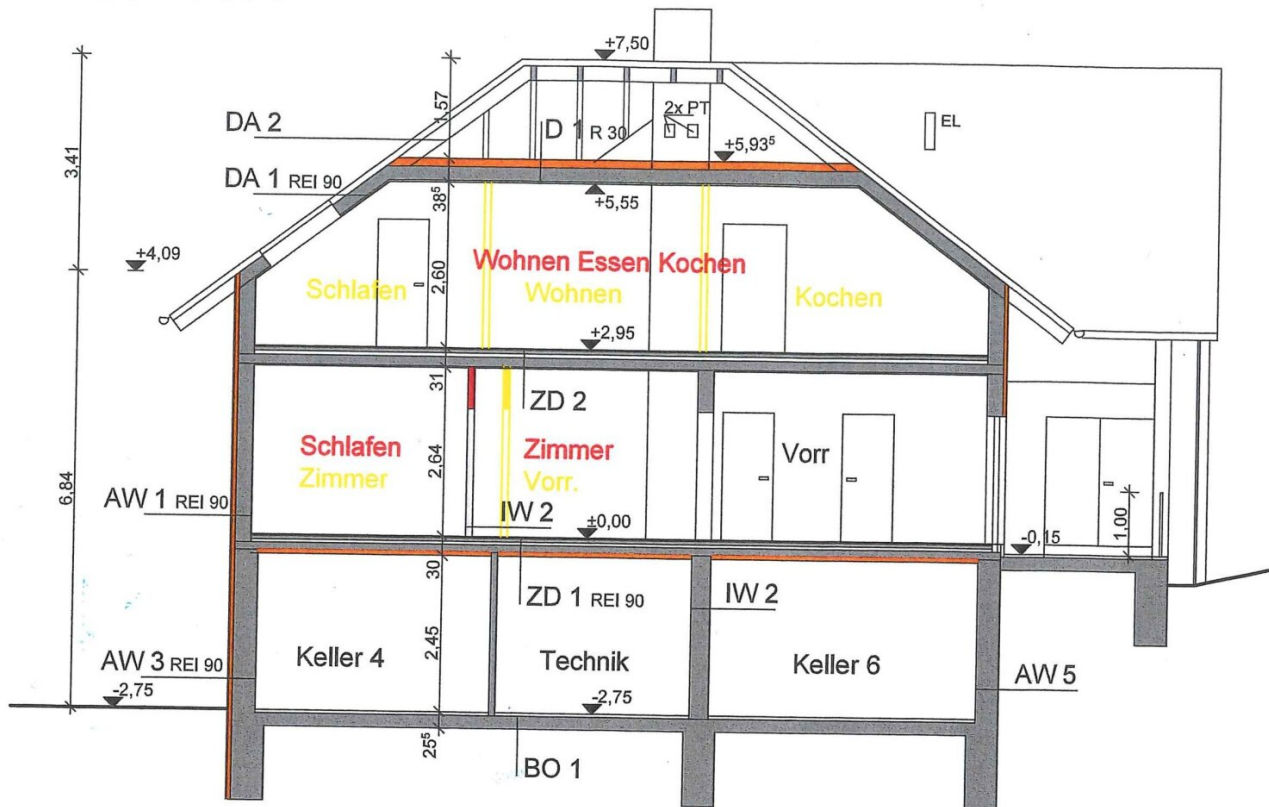 +7,50
1,57
2x PT
EL
DA 2
D 1 R 30
+5,93⁵
3,41
DA 1 REI 90
38⁵
+5,55
+4,09
Wohnen Essen Kochen
Schlafen
Wohnen
Kochen
2,60
+2,95
31
ZD 2
Schlafen
Zimmer
Zimmer
Vorr.
Vorr
2,64
6,84
AW 1 REI 90
IW 2
±0,00
1,00
-0,15
30
ZD 1 REI 90
IW 2
2,45
Keller 4
Technik
Keller 6
AW 3 REI 90
AW 5
-2,75
-2,75
25⁵
BO 1